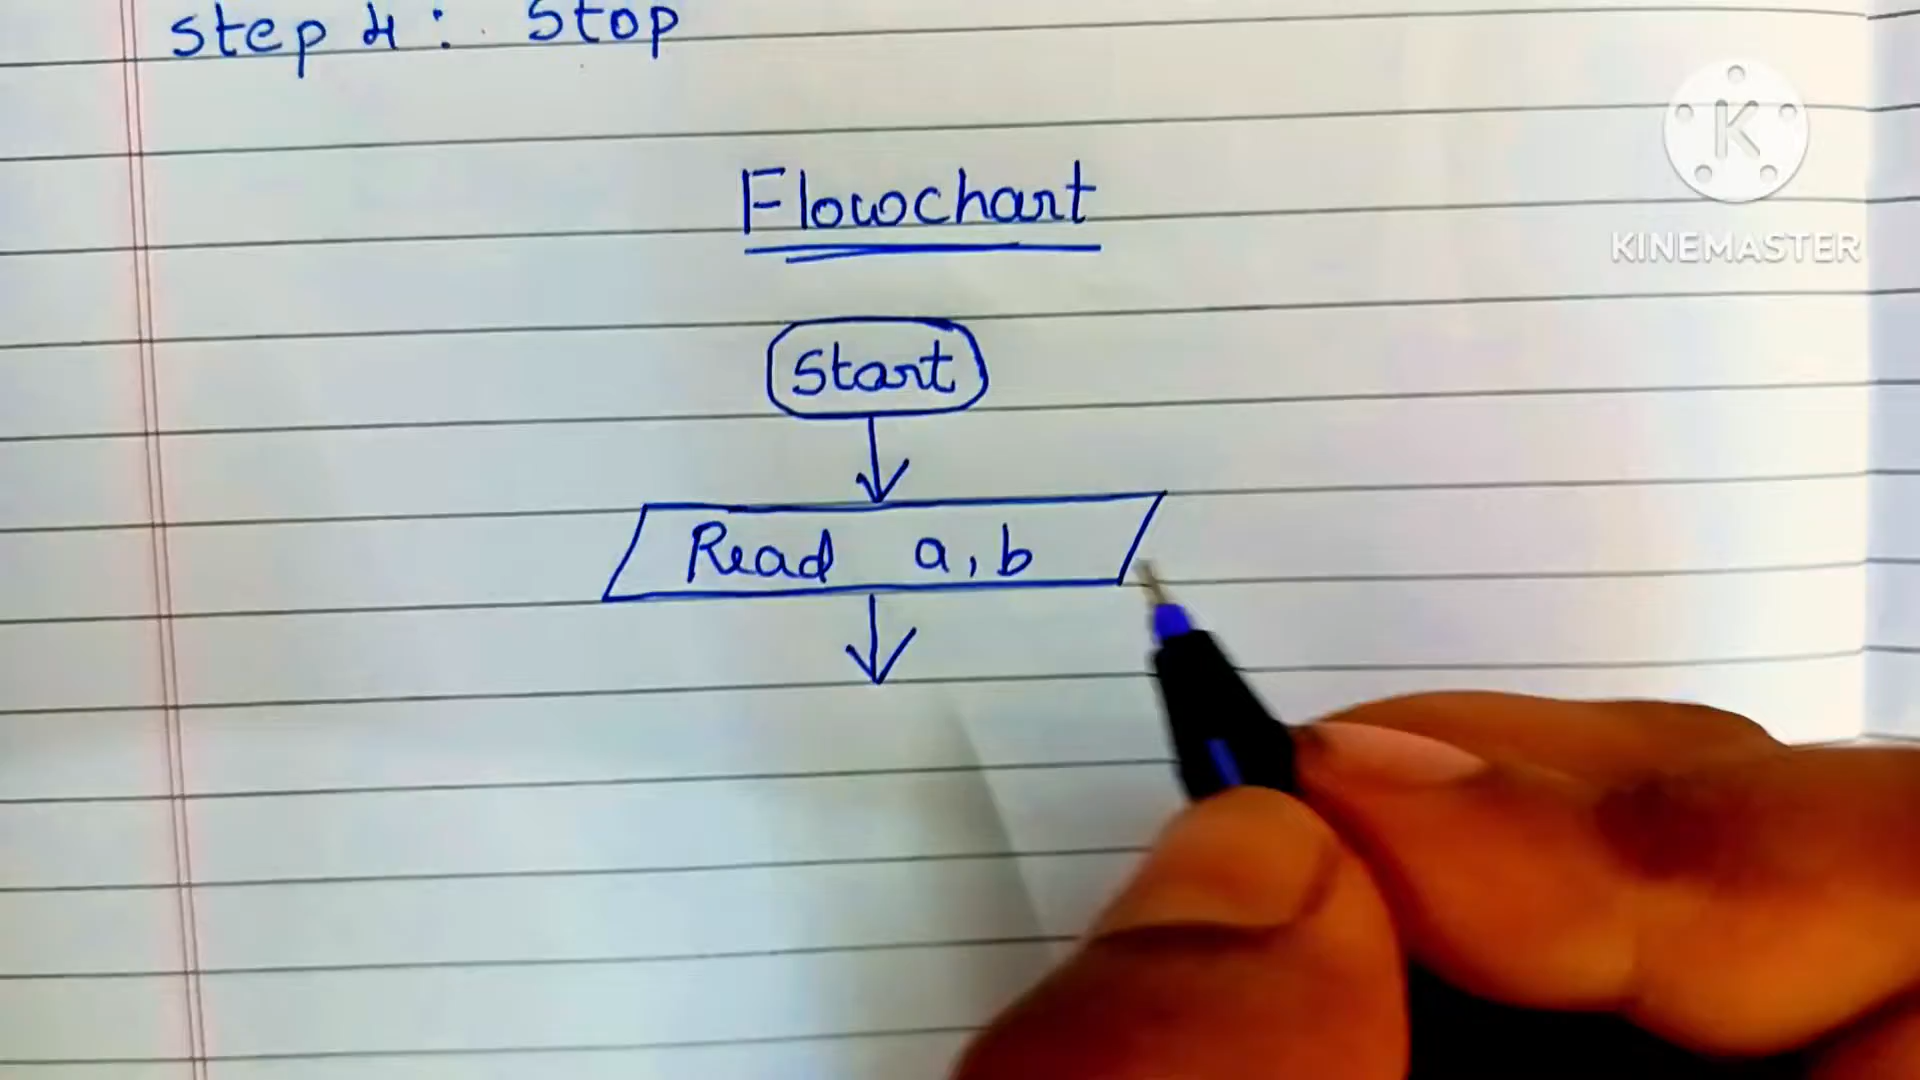 Step 4: Stop
Flowchart
Start
Read a, b
K
KINEMASTER